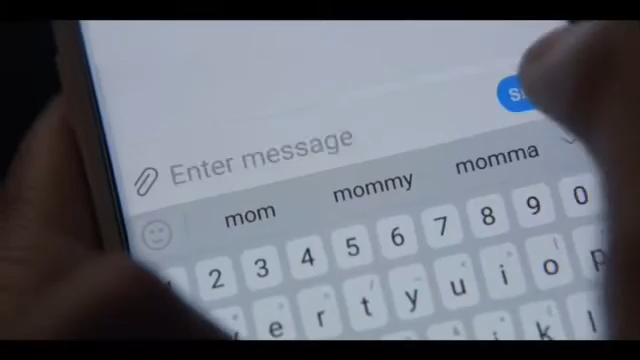 Enter message
mom mommy momma
2 3 4 5 6 7 8 9 0
e r t y u i o p
k l